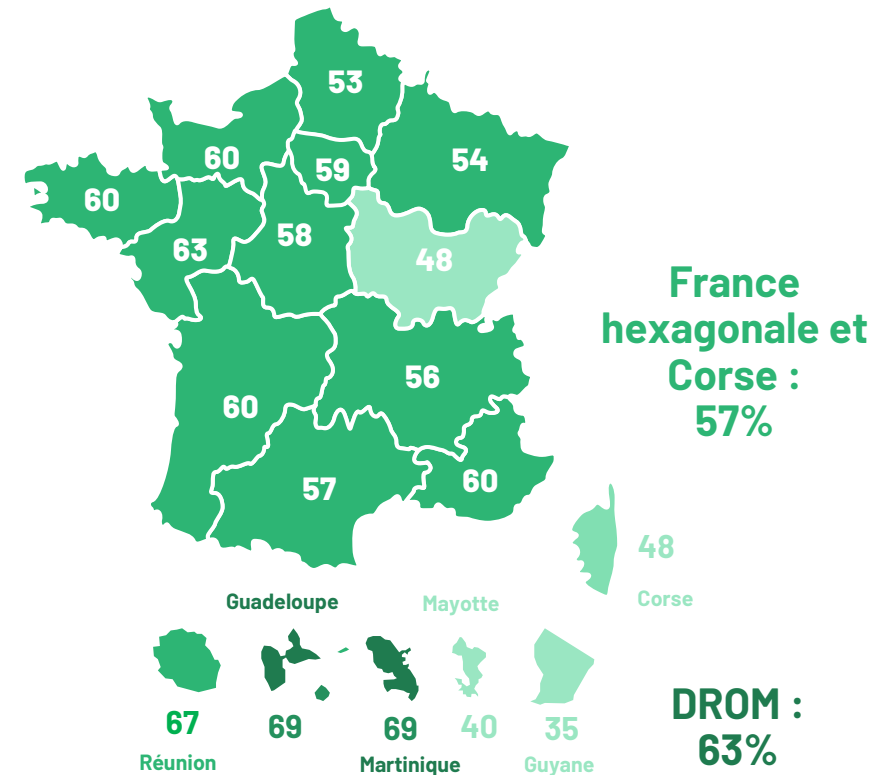 53
60
59
54
60
63
58
48
France
hexagonale et
Corse :
57%
56
60
57
60
48
Corse
Guadeloupe
Mayotte
67
69
69
40
35
Réunion
Martinique
Guyane
DROM :
63%